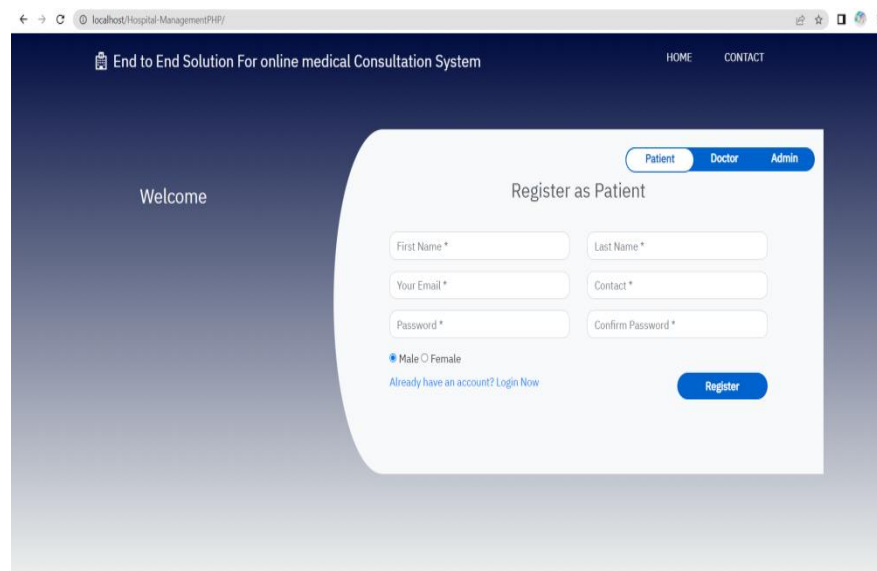 localhost/Hospital-ManagementPHP/
End to End Solution For online medical Consultation System HOME CONTACT
Patient Doctor Admin
Welcome
Register as Patient
First Name * Last Name *
Your Email * Contact *
Password * Confirm Password *
Male Female
Already have an account? Login Now Register